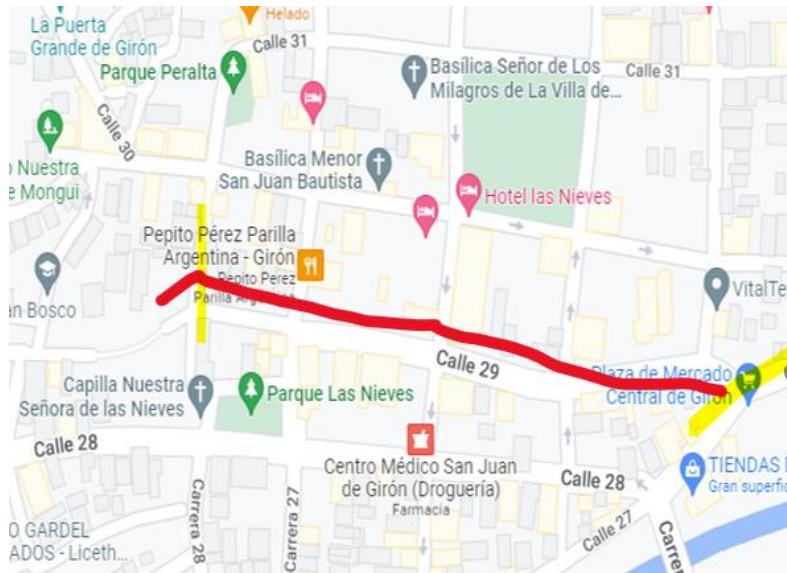 La Puerta
Grande de Girón
Helado
Calle 31
Parque Peralta
Basílica Señor de Los
Milagros de La Villa de...
Calle 31
Calle 30
Nuestra
e Mongui
Basílica Menor
San Juan Bautista
Hotel las Nieves
Pepito Pérez Parilla
Argentina - Girón
Pepito Perez
Parilla
an Bosco
VitalTe
Calle 29
Plaza de Mercado
Central de Girón
Capilla Nuestra
Señora de las Nieves
Parque Las Nieves
Calle 28
Centro Médico San Juan
de Girón (Droguería)
Farmacia
Calle 28
TIENDAS
Gran superfic
Carrera 28
Carrera 27
Calle 27
Carre
O GARDEL
ADOS - Liceth...